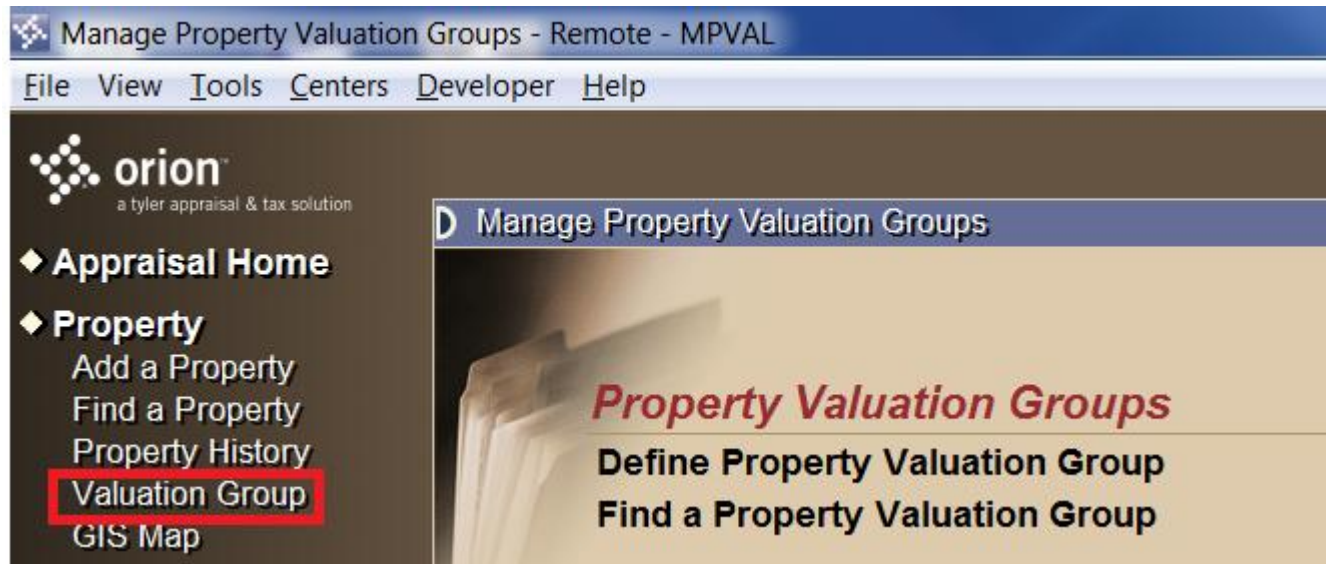 Manage Property Valuation Groups - Remote - MPVAL
File View Tools Centers Developer Help
orion™
a tyler appraisal & tax solution
Manage Property Valuation Groups
Appraisal Home
Property
Add a Property
Find a Property
Property History
Valuation Group
GIS Map
Property Valuation Groups
Define Property Valuation Group
Find a Property Valuation Group